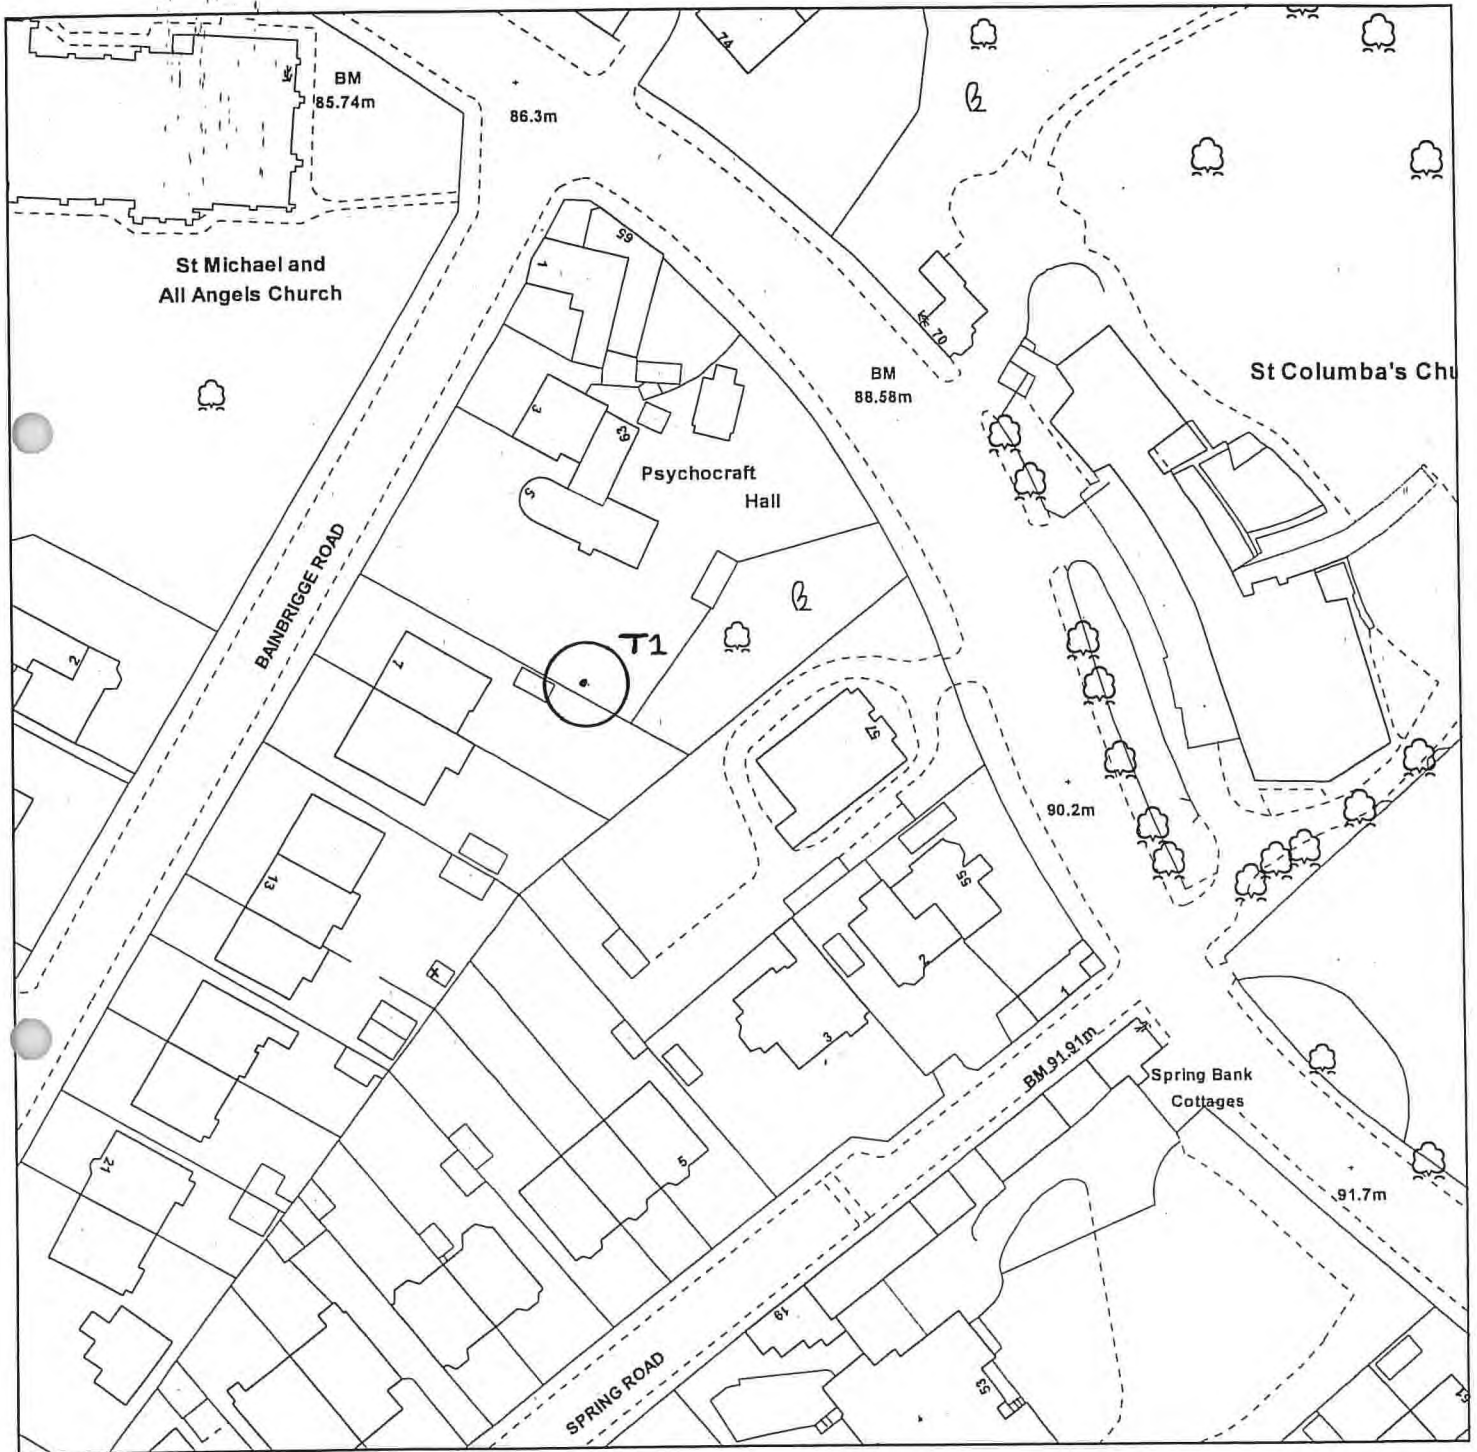 74
BM
85.74m
86.3m
St Michael and
All Angels Church
65
1
70
BM
88.58m
St Columba's Chu
3
63
Psychocraft
Hall
5
BAINBRIGGE ROAD
T1
2
7
57
90.2m
13
55
2
1
3
BM 91.91m
Spring Bank
Cottages
5
21
91.7m
19
SPRING ROAD
53